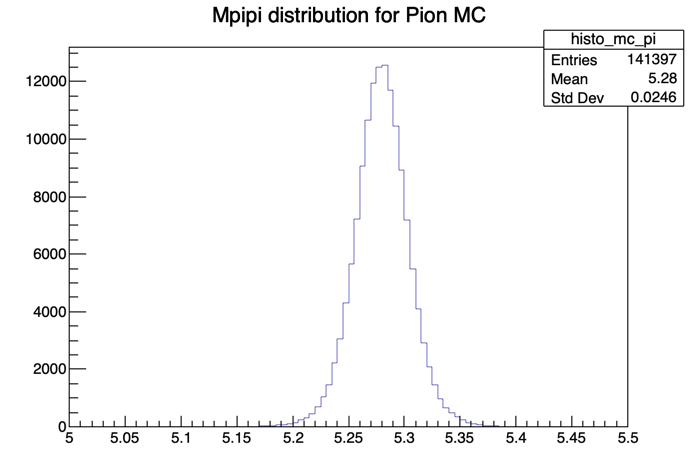 Mpipi distribution for Pion MC
histo_mc_pi
Entries 141397
Mean 5.28
Std Dev 0.0246
12000
10000
8000
6000
4000
2000
0
5 5.05 5.1 5.15 5.2 5.25 5.3 5.35 5.4 5.45 5.5